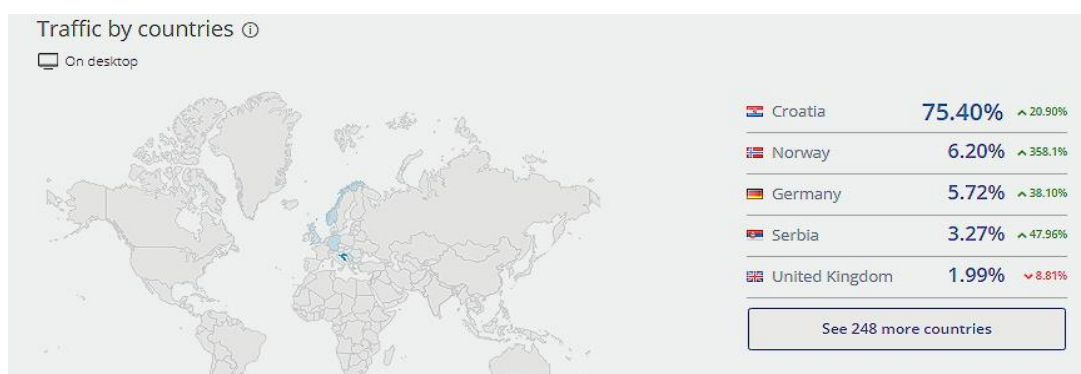 Traffic by countries
On desktop
Croatia 75.40% 20.90%
Norway 6.20% 358.1%
Germany 5.72% 38.10%
Serbia 3.27% 47.96%
United Kingdom 1.99% 8.81%
See 248 more countries